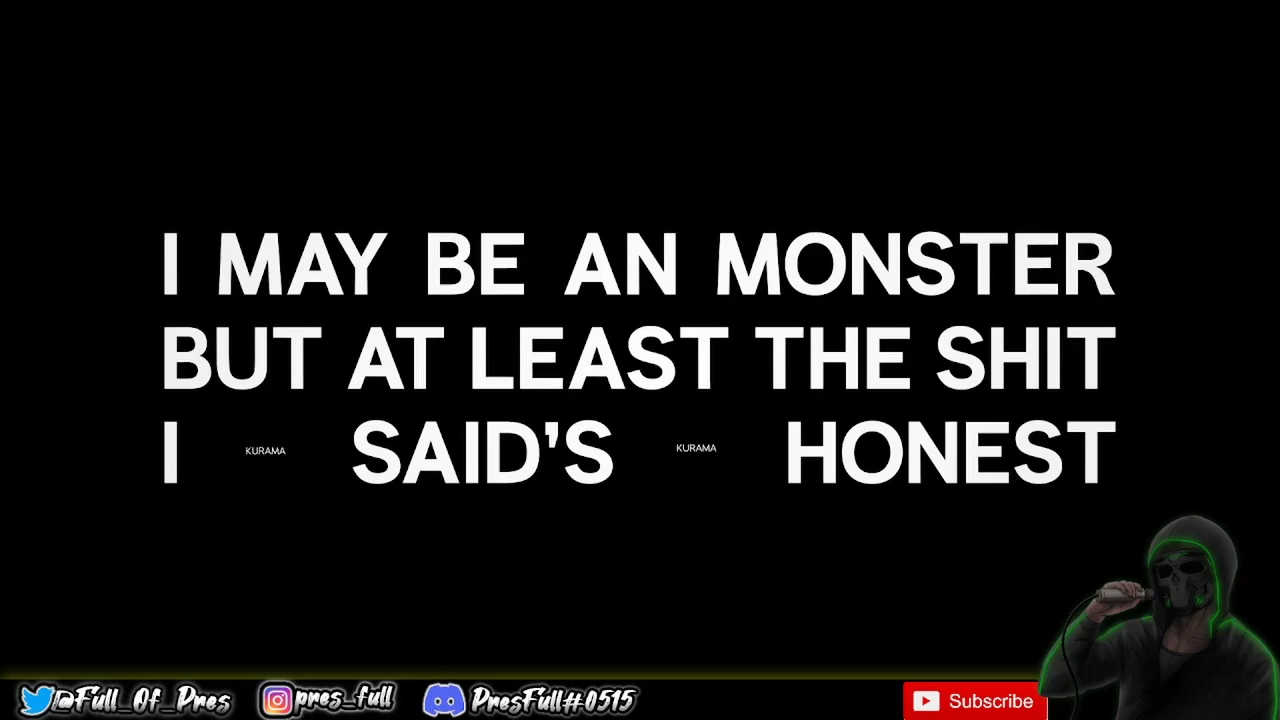 I MAY BE AN MONSTER
BUT AT LEAST THE SHIT
I KURAMA SAID'S KURAMA HONEST
@Full_Of_Pres pres_full PresFull#0515 Subscribe